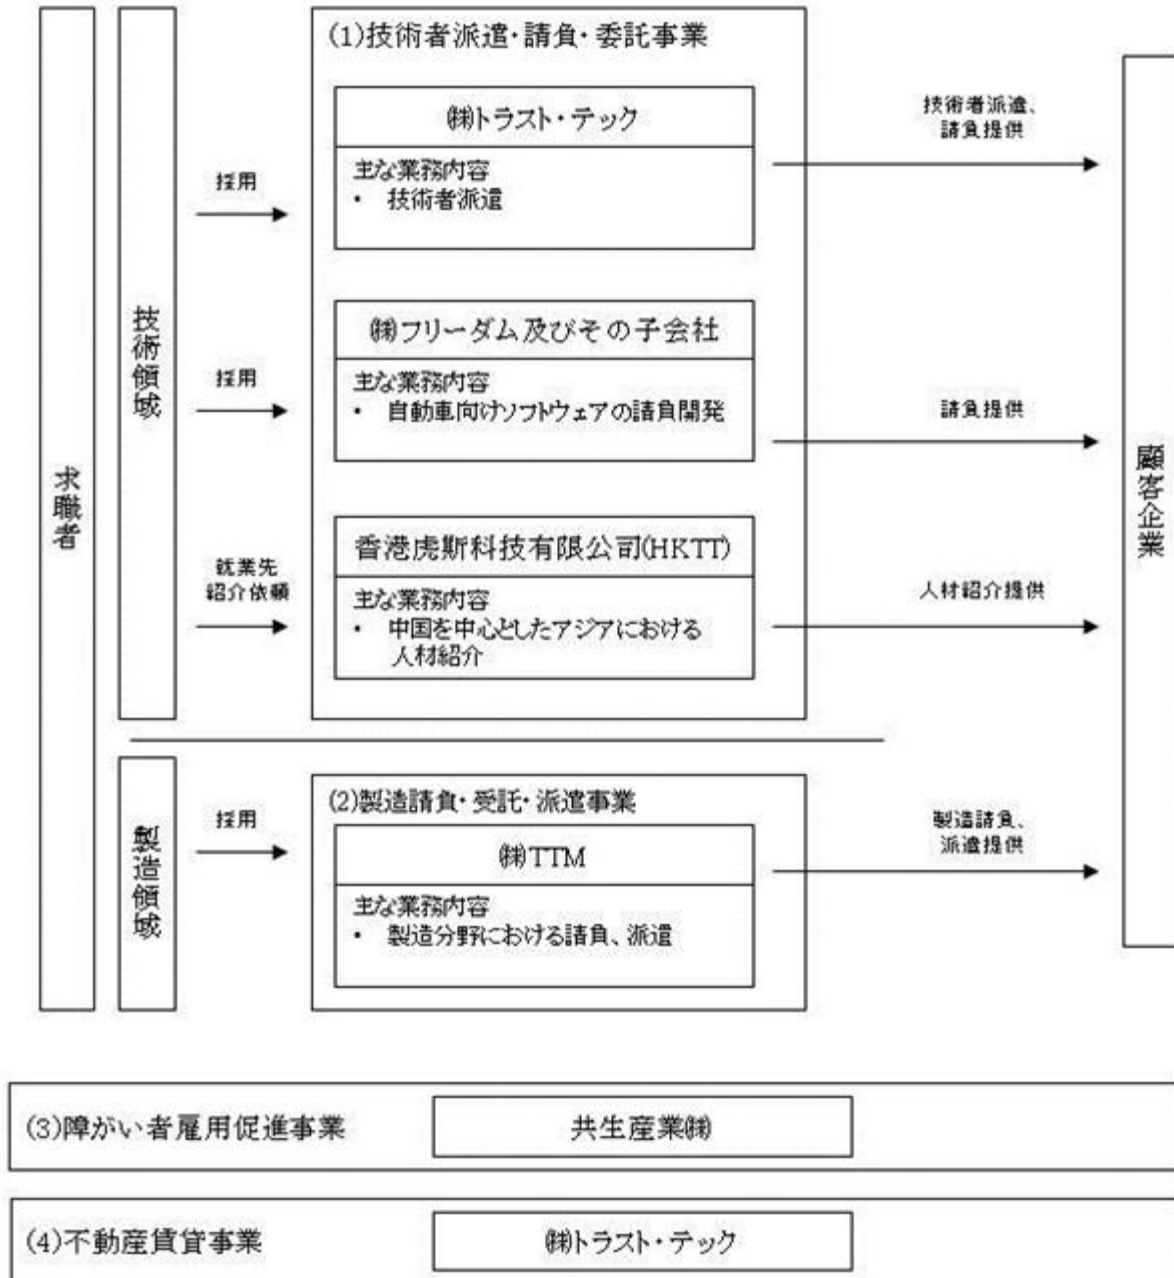 求職者
技術領域
(1)技術者派遣・請負・委託事業
採用
㈱トラスト・テック
主な業務内容
・ 技術者派遣
技術者派遣、
請負提供
採用
㈱フリーダム及びその子会社
主な業務内容
・ 自動車向けソフトウェアの請負開発
請負提供
就業先
紹介依頼
香港虎斯科技有限公司(HKTT)
主な業務内容
・ 中国を中心としたアジアにおける
人材紹介
人材紹介提供
顧客企業
製造領域
(2)製造請負・受託・派遣事業
採用
㈱TTM
主な業務内容
・ 製造分野における請負、派遣
製造請負、
派遣提供
(3)障がい者雇用促進事業
共生産業㈱
(4)不動産賃貸事業
㈱トラスト・テック